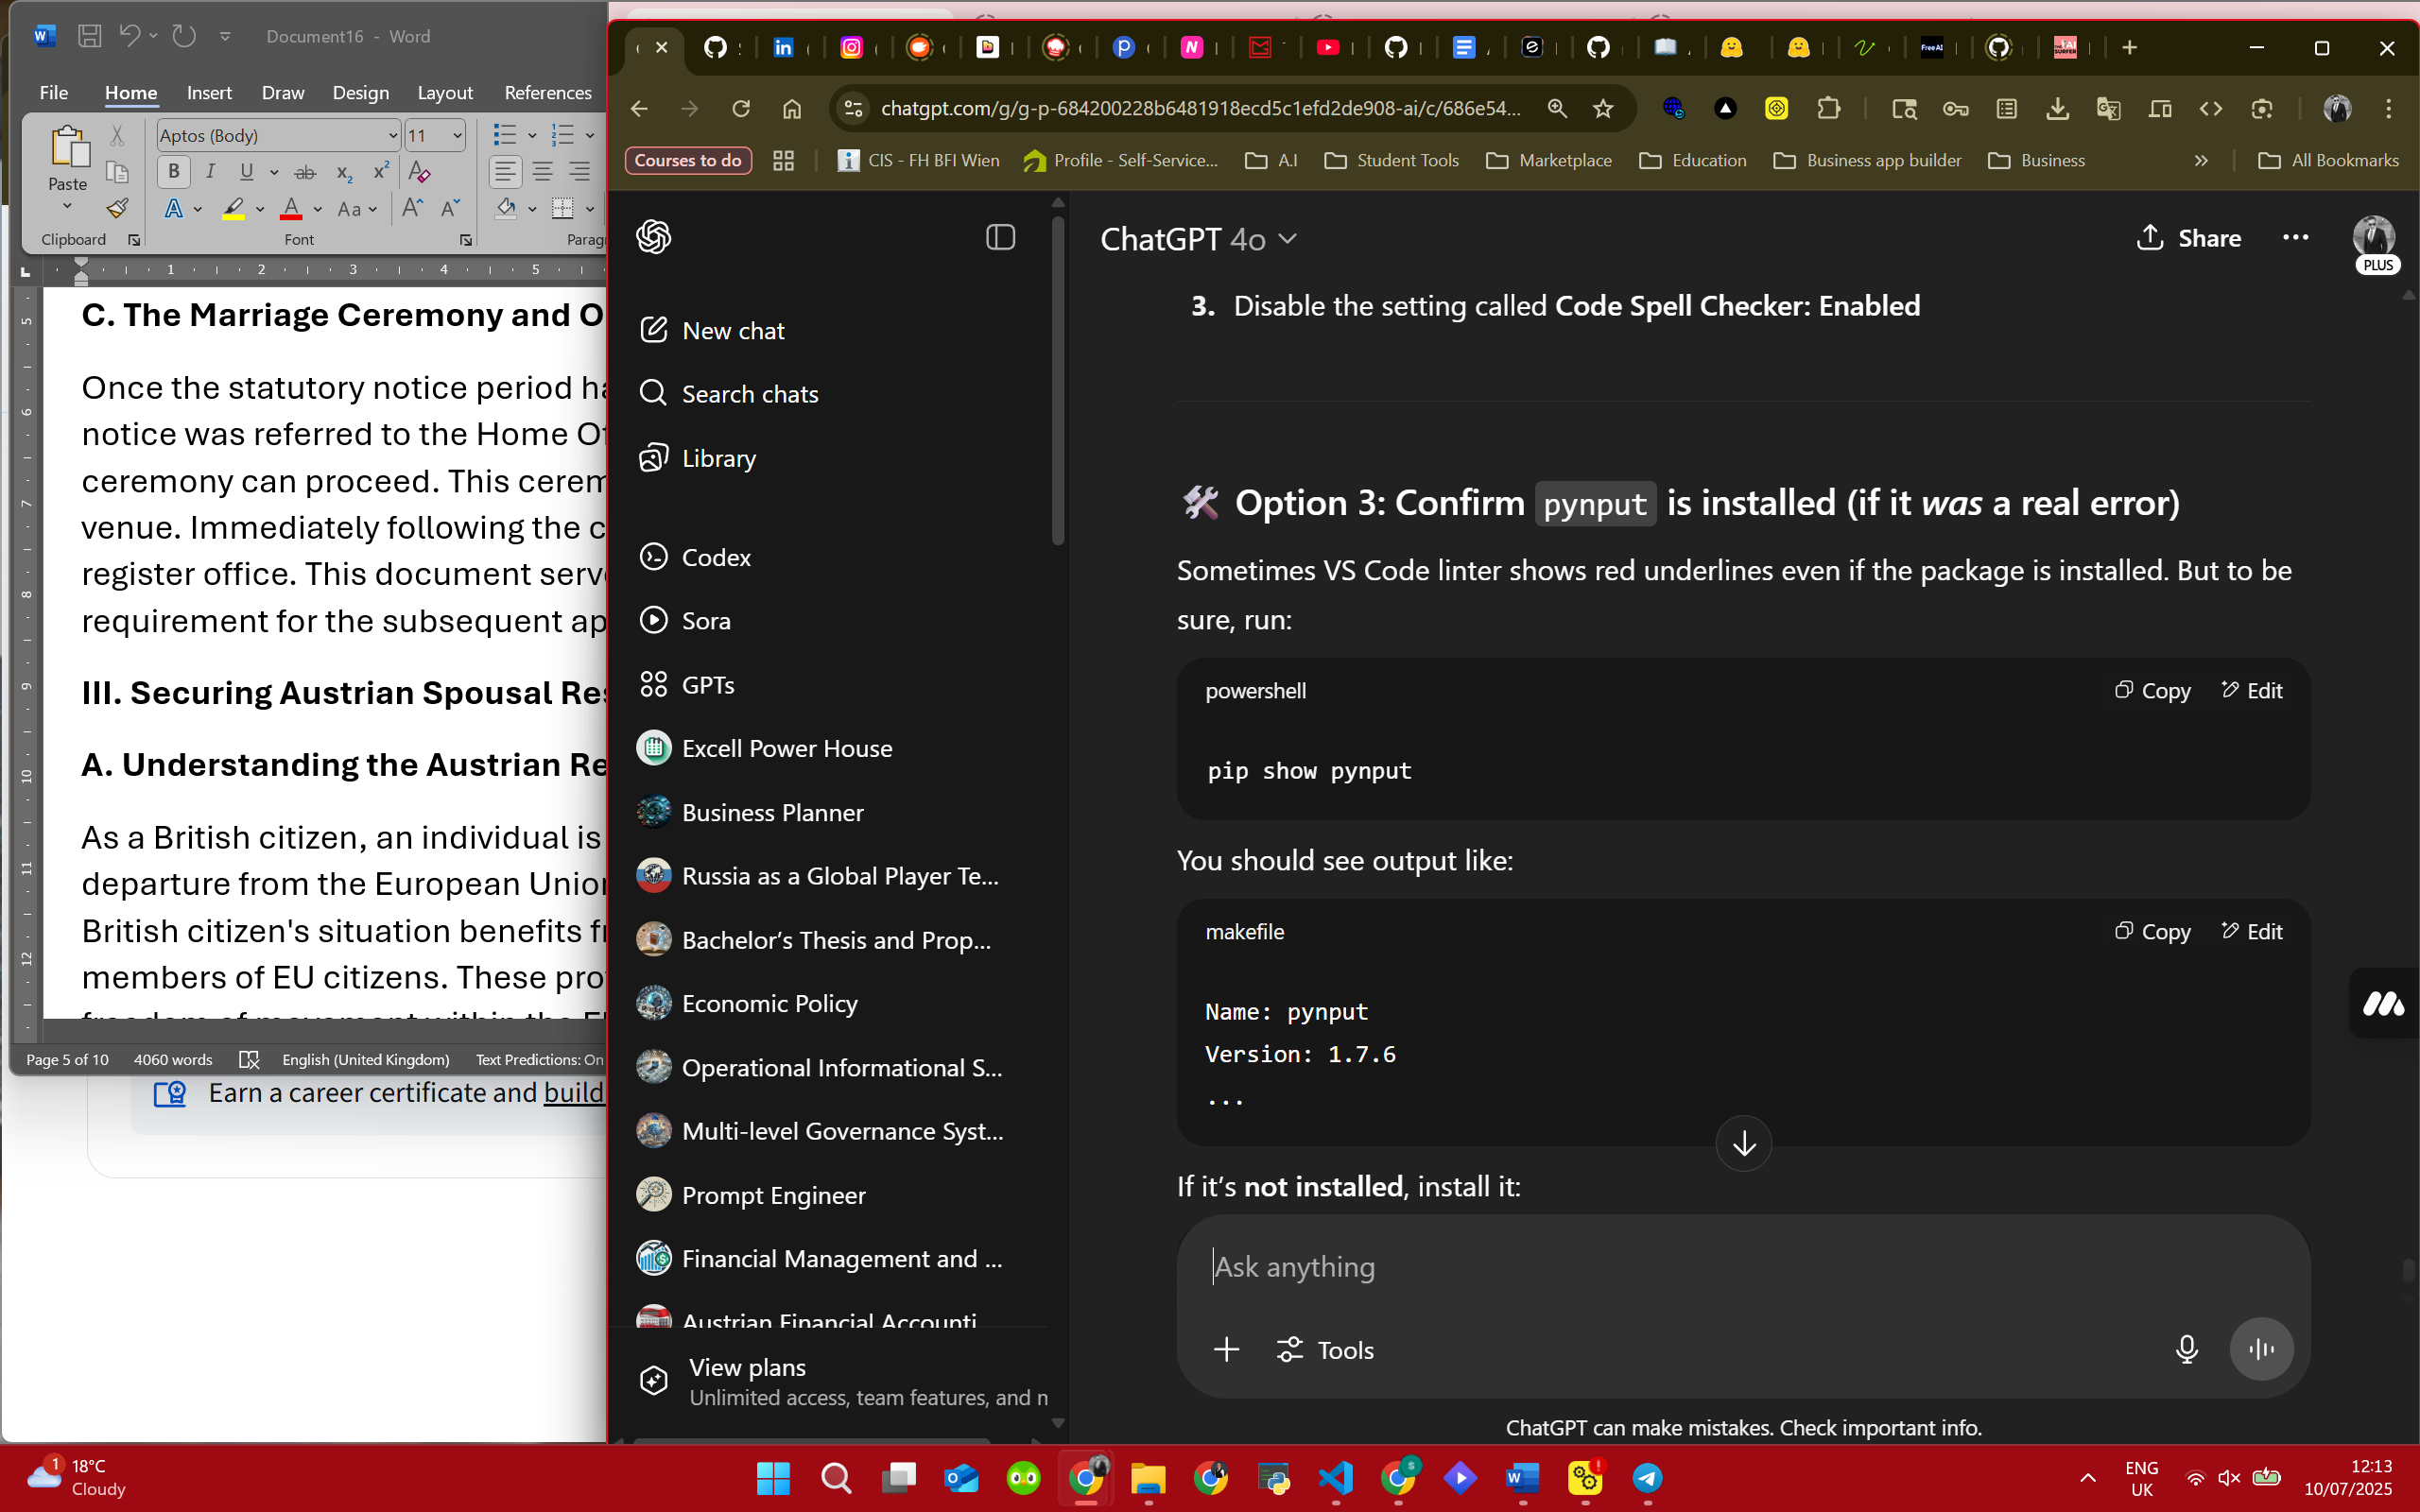 Document16 - Word
File Home Insert Draw Design Layout References
Aptos (Body) 11
Paste
Clipboard Font Paragr
C. The Marriage Ceremony and O
Once the statutory notice period ha
notice was referred to the Home Of
ceremony can proceed. This cerem
venue. Immediately following the c
register office. This document serve
requirement for the subsequent ap
III. Securing Austrian Spousal Res
A. Understanding the Austrian Re
As a British citizen, an individual is
departure from the European Union
British citizen's situation benefits fr
members of EU citizens. These prot
Page 5 of 10 4060 words English (United Kingdom) Text Predictions: On
Earn a career certificate and build
chatgpt.com/g/g-p-684200228b6481918ecd5c1efd2de908-ai/c/686e54...
Courses to do CIS - FH BFI Wien Profile - Self-Service... A.I Student Tools Marketplace Education Business app builder Business » All Bookmarks
New chat
Search chats
Library
Codex
Sora
GPTs
Excell Power House
Business Planner
Russia as a Global Player Te...
Bachelor’s Thesis and Prop...
Economic Policy
Operational Informational S...
Multi-level Governance Syst...
Prompt Engineer
Financial Management and ...
Austrian Financial Accounti
View plans
Unlimited access, team features, and n
ChatGPT 4o
Share
PLUS
3. Disable the setting called Code Spell Checker: Enabled
🛠️ Option 3: Confirm pynput is installed (if it was a real error)
Sometimes VS Code linter shows red underlines even if the package is installed. But to be
sure, run:
powershell Copy Edit
pip show pynput
You should see output like:
makefile Copy Edit
Name: pynput
Version: 1.7.6
...
If it’s not installed, install it:
Ask anything
Tools
ChatGPT can make mistakes. Check important info.
1 18°C
Cloudy
ENG
UK
12:13
10/07/2025